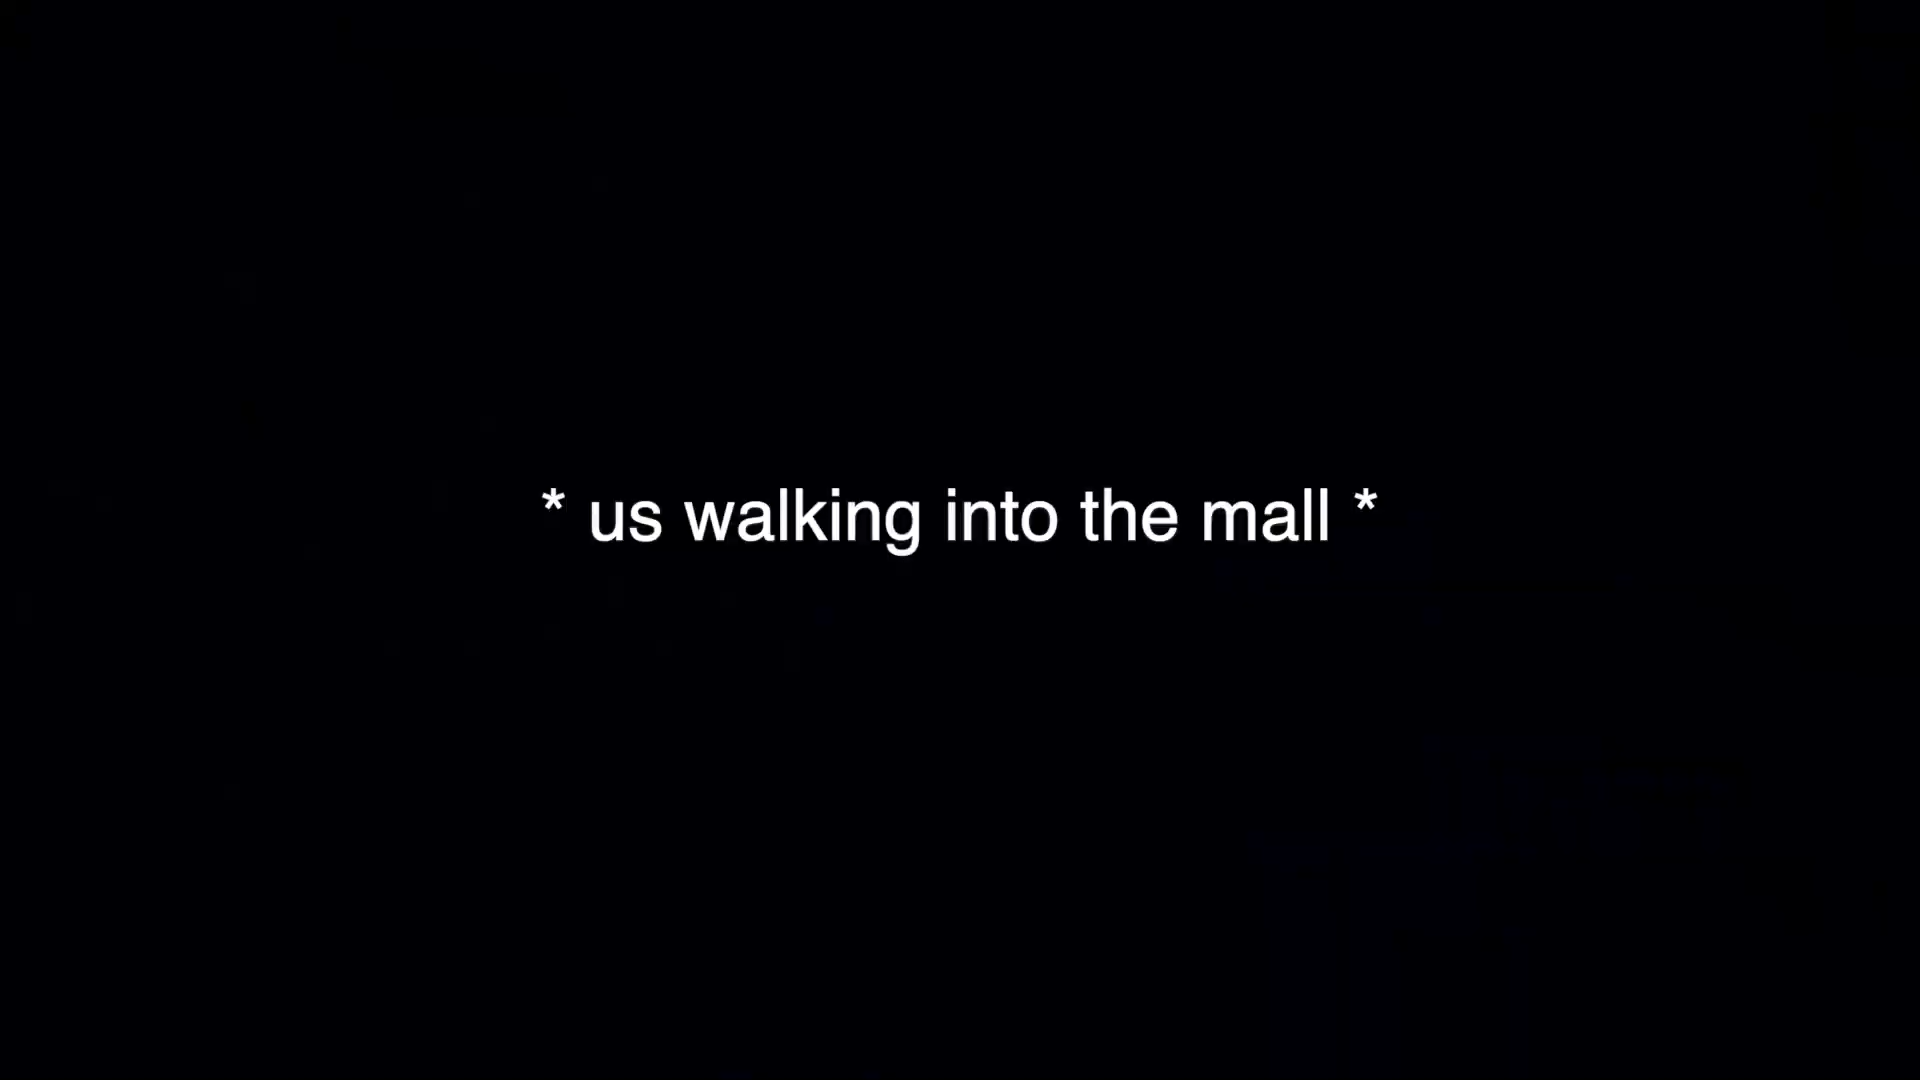 * us walking into the mall *